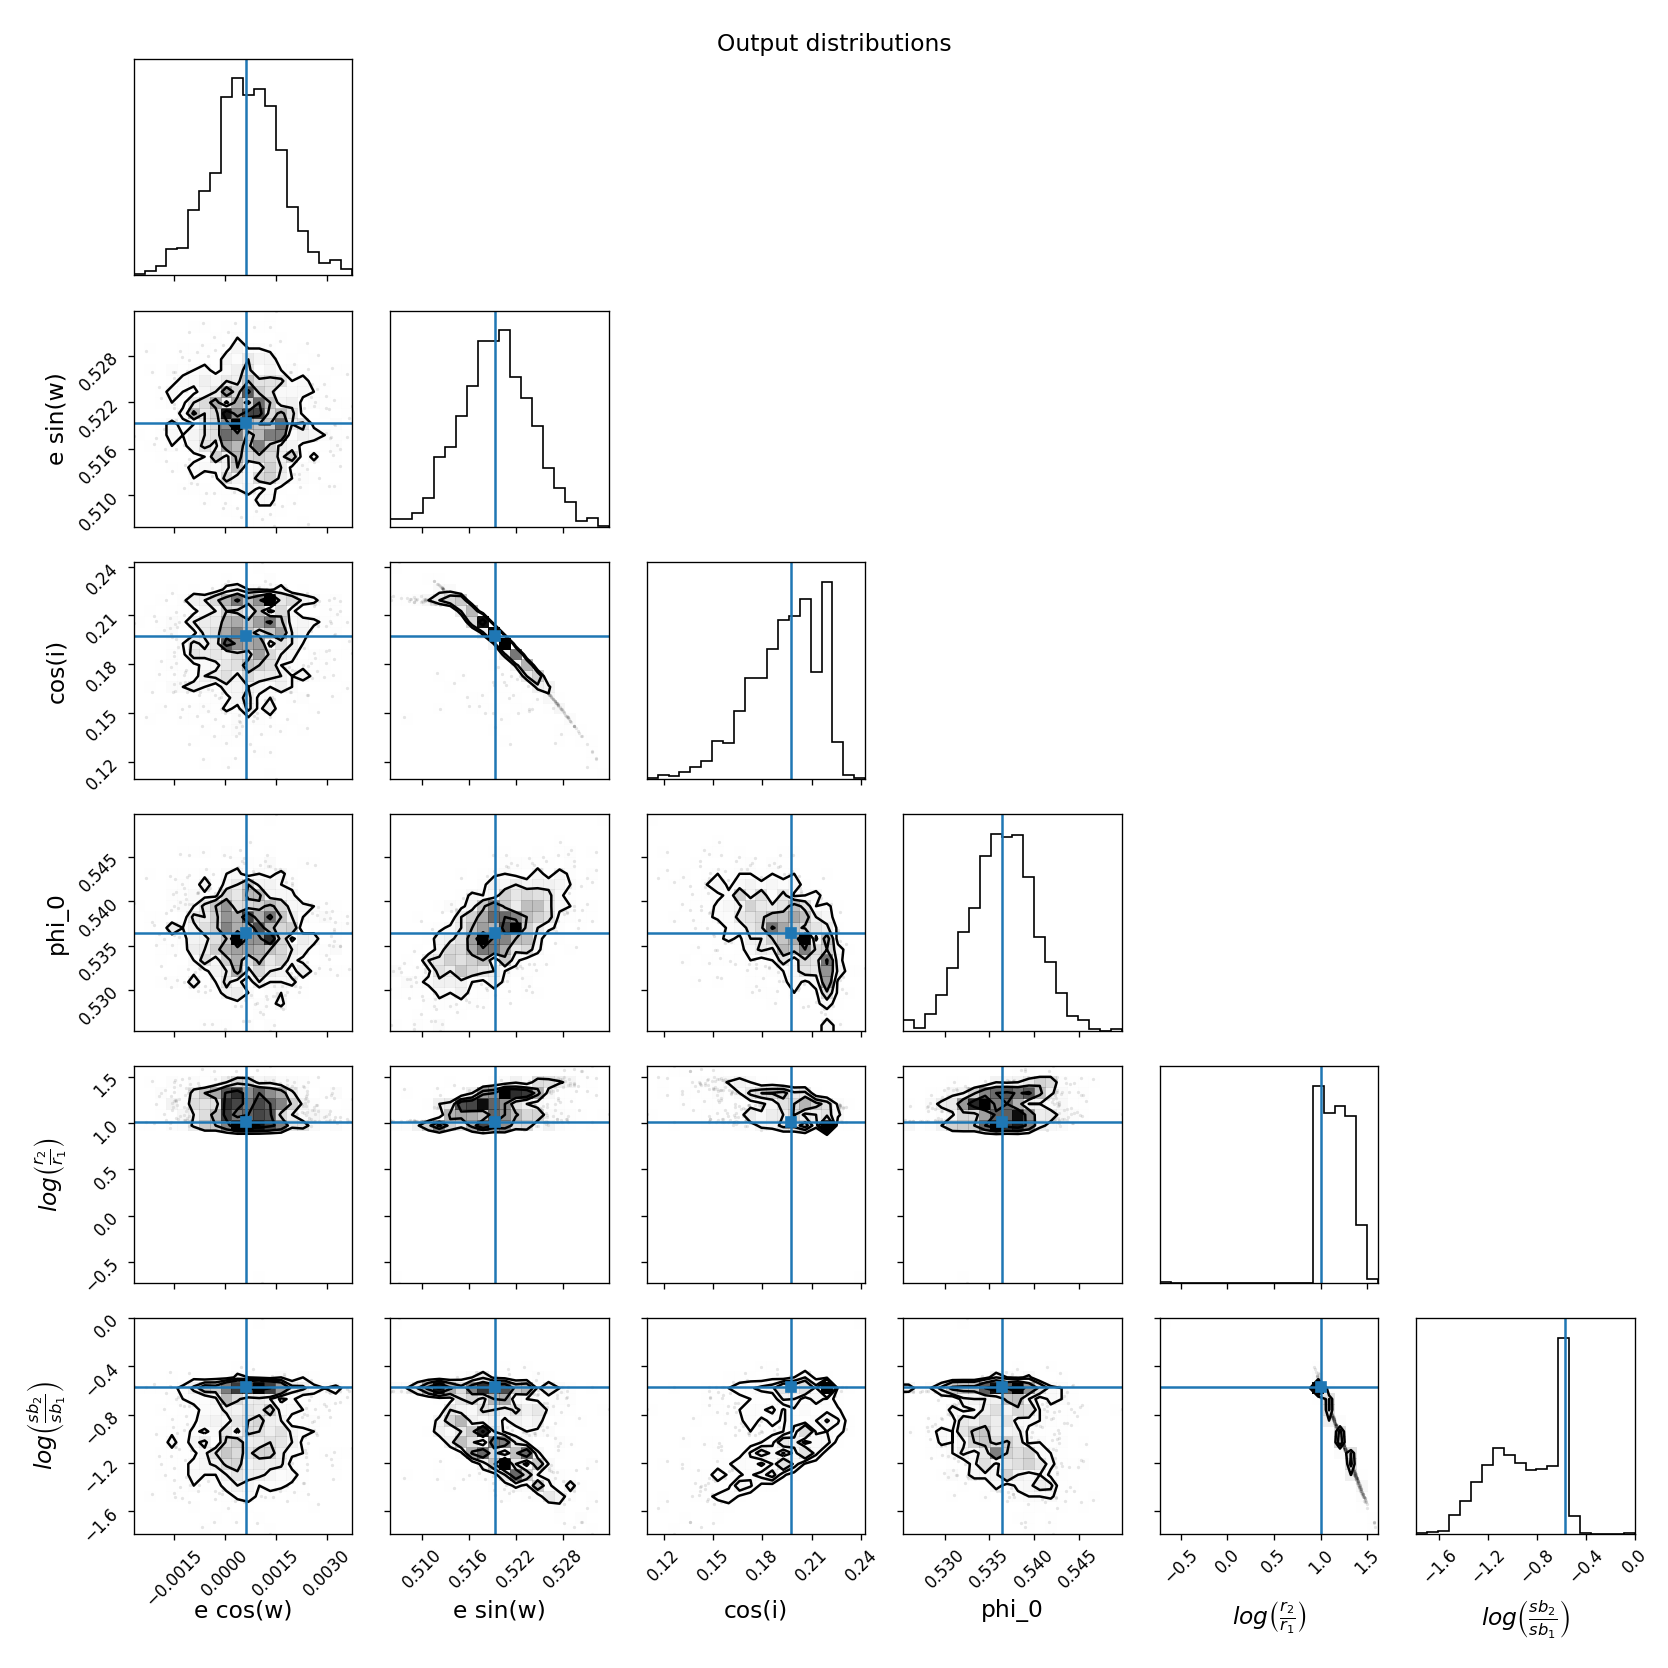 Output distributions
e sin(w)
0.528
0.522
0.516
0.510
cos(i)
0.24
0.21
0.18
0.15
0.12
phi_0
0.545
0.540
0.535
0.530
log(r₂/r₁)
1.5
1.0
0.5
0.0
−0.5
log(sb₂/sb₁)
0.0
−0.4
−0.8
−1.2
−1.6
−0.0015 0.0000 0.0015 0.0030
0.510 0.516 0.522 0.528
0.12 0.15 0.18 0.21 0.24
0.530 0.535 0.540 0.545
−0.5 0.0 0.5 1.0 1.5
−1.6 −1.2 −0.8 −0.4 0.0
e cos(w)
e sin(w)
cos(i)
phi_0
log(r₂/r₁)
log(sb₂/sb₁)